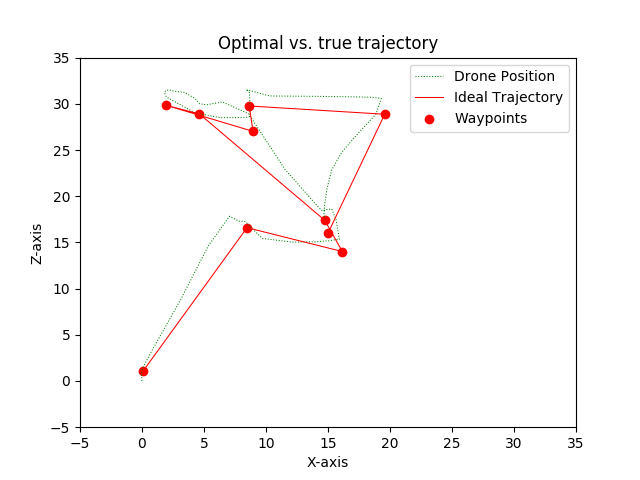 Optimal vs. true trajectory
Drone Position
Ideal Trajectory
Waypoints
35
30
25
20
15
10
5
0
−5
Z-axis
−5 0 5 10 15 20 25 30 35
X-axis